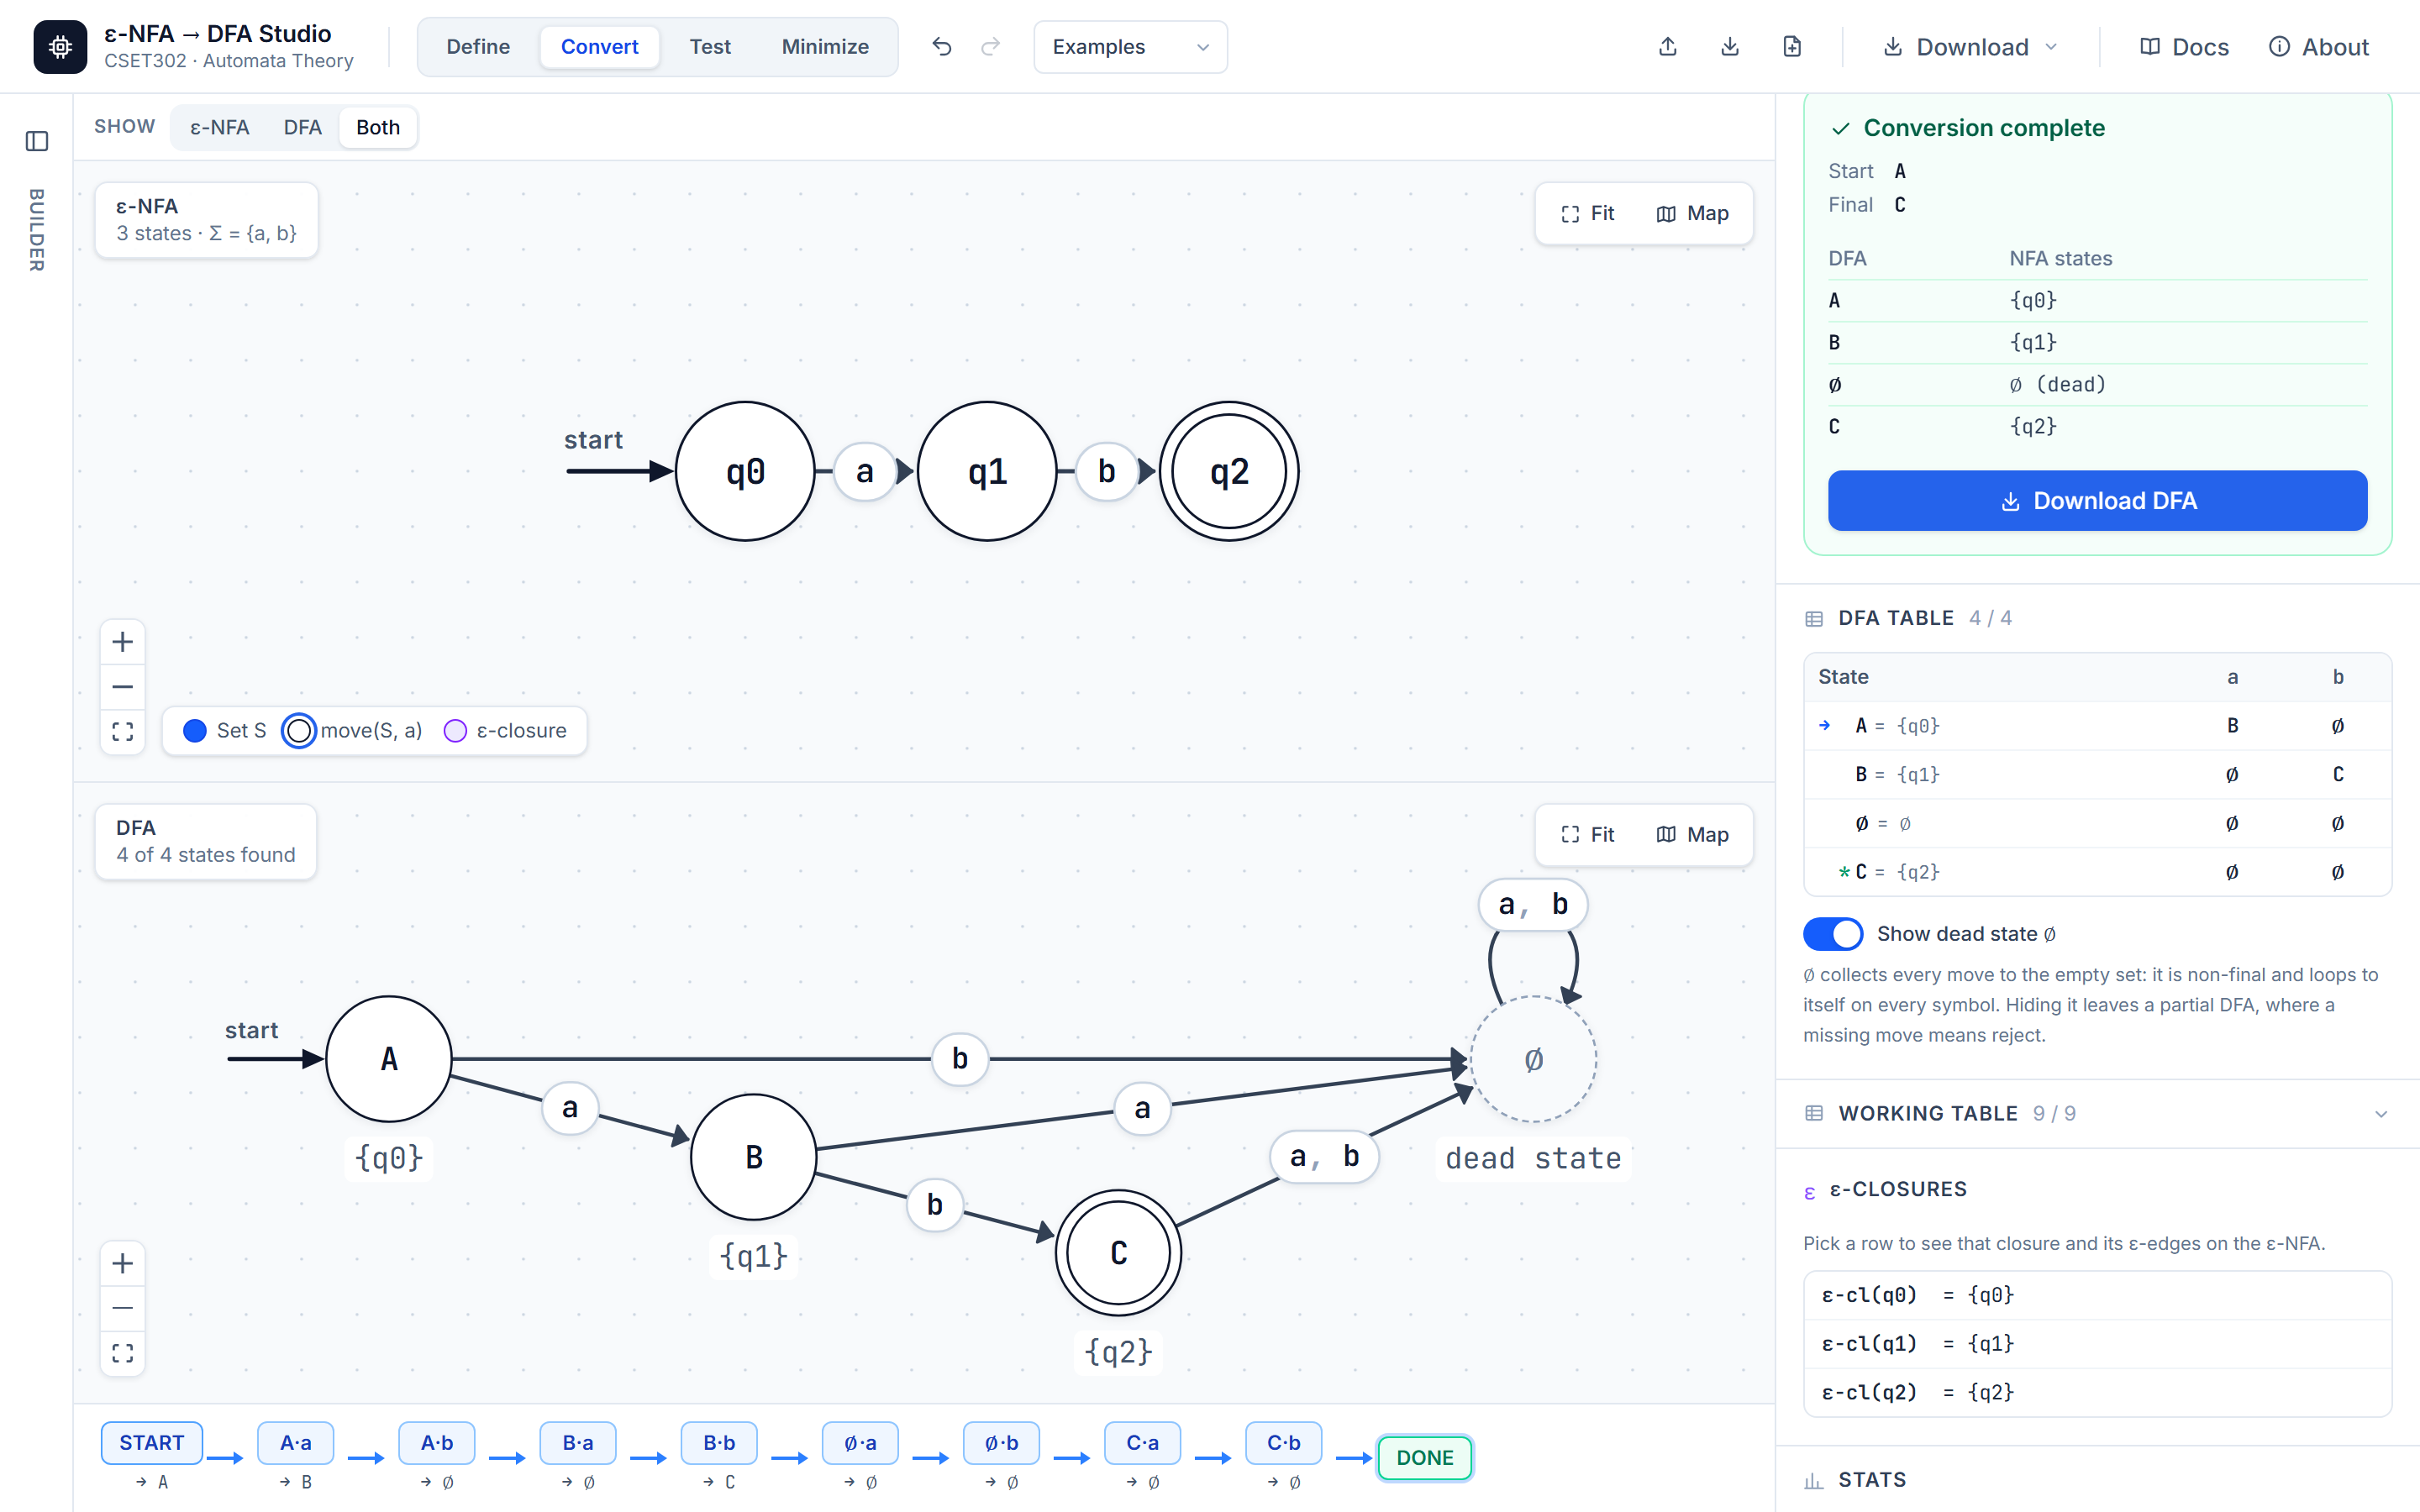 ε-NFA → DFA Studio
CSET302 · Automata Theory
Define Convert Test Minimize
Examples
Download
Docs
About
BUILDER
SHOW ε-NFA DFA Both
ε-NFA
3 states · Σ = {a, b}
Fit Map
start
q0 a q1 b q2
Set S move(S, a) ε-closure
DFA
4 of 4 states found
Fit Map
a, b
start
A b ∅
a a
B
{q0} a, b dead state
b
{q1} C
{q2}
START A·a A·b B·a B·b ∅·a ∅·b C·a C·b DONE
→ A → B → ∅ → ∅ → C → ∅ → ∅ → ∅ → ∅
Conversion complete
Start A
Final C
DFA NFA states
A {q0}
B {q1}
∅ ∅ (dead)
C {q2}
Download DFA
DFA TABLE 4 / 4
State a b
→ A = {q0} B ∅
B = {q1} ∅ C
∅ = ∅ ∅ ∅
* C = {q2} ∅ ∅
Show dead state ∅
∅ collects every move to the empty set: it is non-final and loops to
itself on every symbol. Hiding it leaves a partial DFA, where a
missing move means reject.
WORKING TABLE 9 / 9
ε ε-CLOSURES
Pick a row to see that closure and its ε-edges on the ε-NFA.
ε-cl(q0) = {q0}
ε-cl(q1) = {q1}
ε-cl(q2) = {q2}
STATS